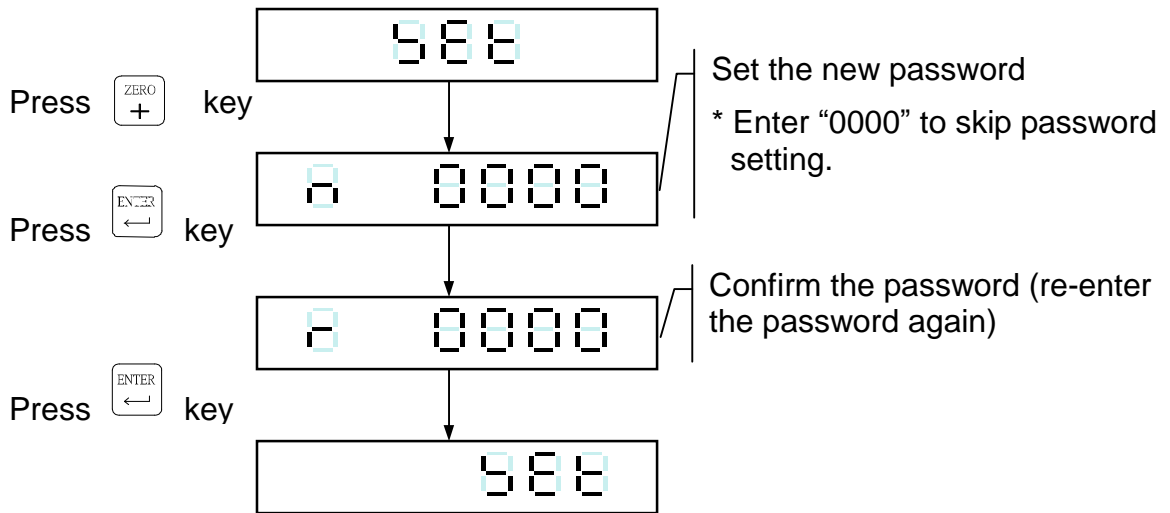 SEt
Press ZERO + key
Set the new password
* Enter “0000” to skip password
setting.
n 0000
Press ENTER key
r 0000
Confirm the password (re-enter
the password again)
Press ENTER key
SEt